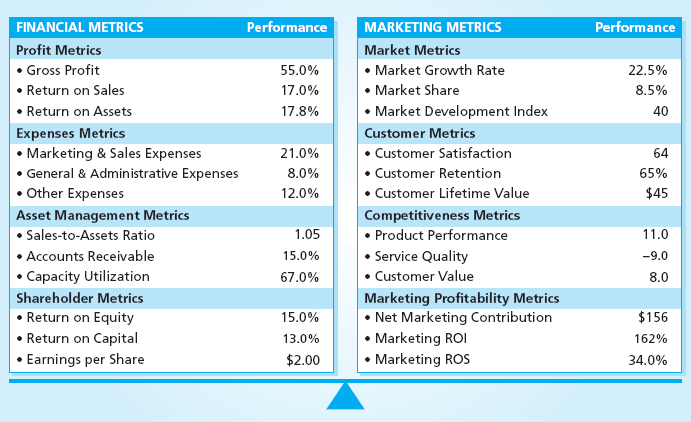 FINANCIAL METRICS Performance
Profit Metrics
• Gross Profit 55.0%
• Return on Sales 17.0%
• Return on Assets 17.8%
Expenses Metrics
• Marketing & Sales Expenses 21.0%
• General & Administrative Expenses 8.0%
• Other Expenses 12.0%
Asset Management Metrics
• Sales-to-Assets Ratio 1.05
• Accounts Receivable 15.0%
• Capacity Utilization 67.0%
Shareholder Metrics
• Return on Equity 15.0%
• Return on Capital 13.0%
• Earnings per Share $2.00
MARKETING METRICS Performance
Market Metrics
• Market Growth Rate 22.5%
• Market Share 8.5%
• Market Development Index 40
Customer Metrics
• Customer Satisfaction 64
• Customer Retention 65%
• Customer Lifetime Value $45
Competitiveness Metrics
• Product Performance 11.0
• Service Quality –9.0
• Customer Value 8.0
Marketing Profitability Metrics
• Net Marketing Contribution $156
• Marketing ROI 162%
• Marketing ROS 34.0%